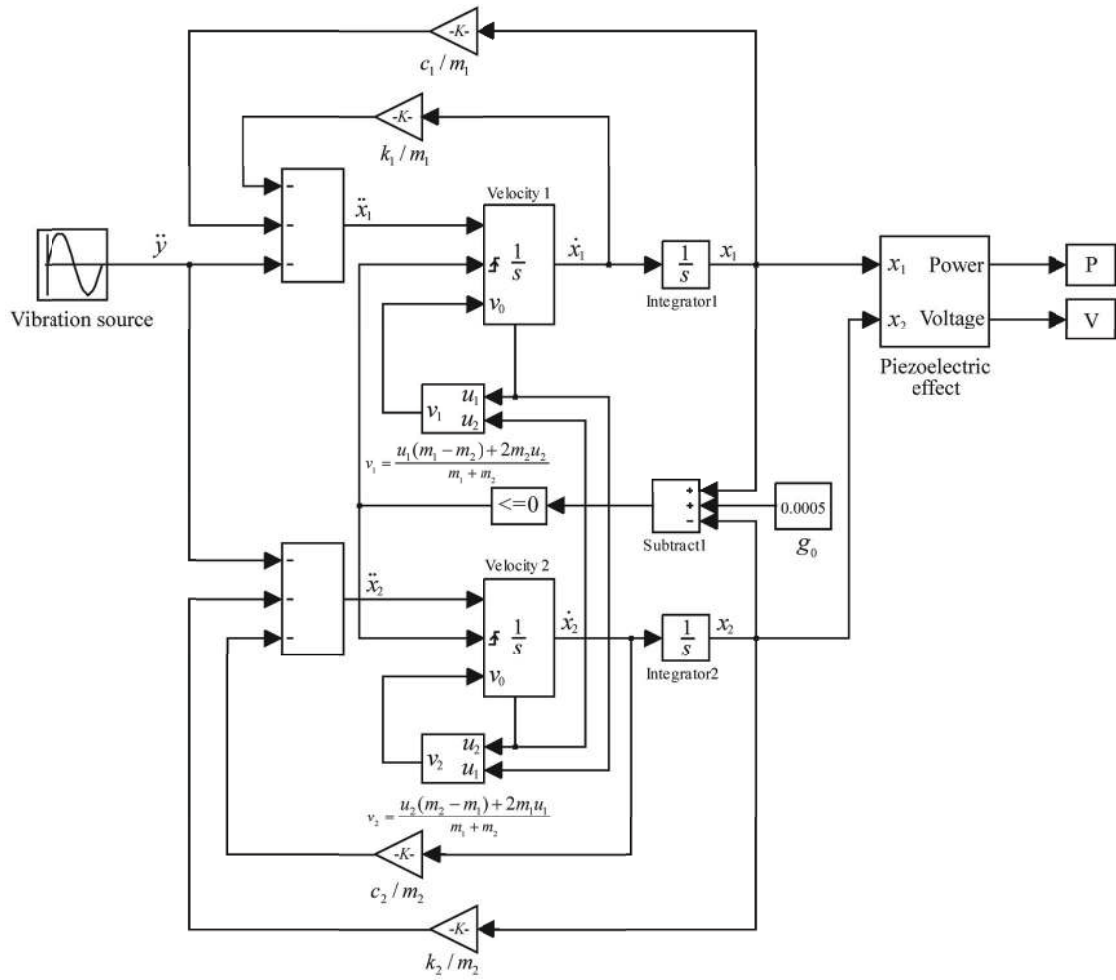 -K-
c₁ / m₁
-K-
k₁ / m₁
Velocity 1
ÿ
ẍ₁
1/s
v₀
ẋ₁
1/s
x₁
Integrator1
Vibration source
x₁ Power
x₂ Voltage
P
V
Piezoelectric
effect
v₁
u₁
u₂
v₁ = (u₁(m₁ − m₂) + 2m₂u₂) / (m₁ + m₂)
<=0
+
+
−
Subtract1
0.0005
g₀
-
-
-
Velocity 2
-
-
-
ẍ₂
1/s
v₀
ẋ₂
1/s
x₂
Integrator2
v₂
u₂
u₁
v₂ = (u₂(m₂ − m₁) + 2m₁u₁) / (m₁ + m₂)
-K-
c₂ / m₂
-K-
k₂ / m₂